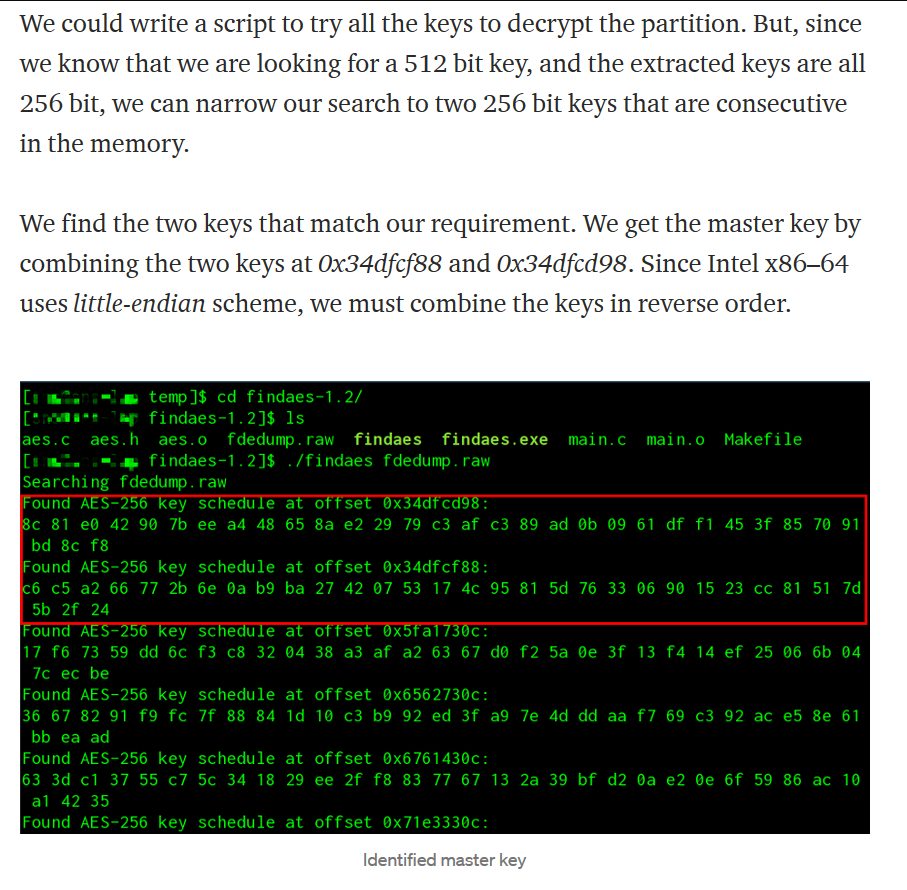 We could write a script to try all the keys to decrypt the partition. But, since
we know that we are looking for a 512 bit key, and the extracted keys are all
256 bit, we can narrow our search to two 256 bit keys that are consecutive
in the memory.
We find the two keys that match our requirement. We get the master key by
combining the two keys at 0x34dfcf88 and 0x34dfcd98. Since Intel x86–64
uses little-endian scheme, we must combine the keys in reverse order.
[ temp]$ cd findaes-1.2/
[ findaes-1.2]$ ls
aes.c aes.h aes.o fdedump.raw findaes findaes.exe main.c main.o Makefile
[ findaes-1.2]$ ./findaes fdedump.raw
Searching fdedump.raw
Found AES-256 key schedule at offset 0x34dfcd98:
8c 81 e0 42 90 7b ee a4 48 65 8a e2 29 79 c3 af c3 89 ad 0b 09 61 df f1 45 3f 85 70 91
bd 8c f8
Found AES-256 key schedule at offset 0x34dfcf88:
c6 c5 a2 66 77 2b 6e 0a b9 ba 27 42 07 53 17 4c 95 81 5d 76 33 06 90 15 23 cc 81 51 7d
5b 2f 24
Found AES-256 key schedule at offset 0x5fa1730c:
17 f6 73 59 dd 6c f3 c8 32 04 38 a3 af a2 63 67 d0 f2 5a 0e 3f 13 f4 14 ef 25 06 6b 04
7c ec be
Found AES-256 key schedule at offset 0x6562730c:
36 67 82 91 f9 fc 7f 88 84 1d 10 c3 b9 92 ed 3f a9 7e 4d dd aa f7 69 c3 92 ac e5 8e 61
bb ea ad
Found AES-256 key schedule at offset 0x6761430c:
63 3d c1 37 55 c7 5c 34 18 29 ee 2f f8 83 77 67 13 2a 39 bf d2 0a e2 0e 6f 59 86 ac 10
a1 42 35
Found AES-256 key schedule at offset 0x71e3330c:
Identified master key